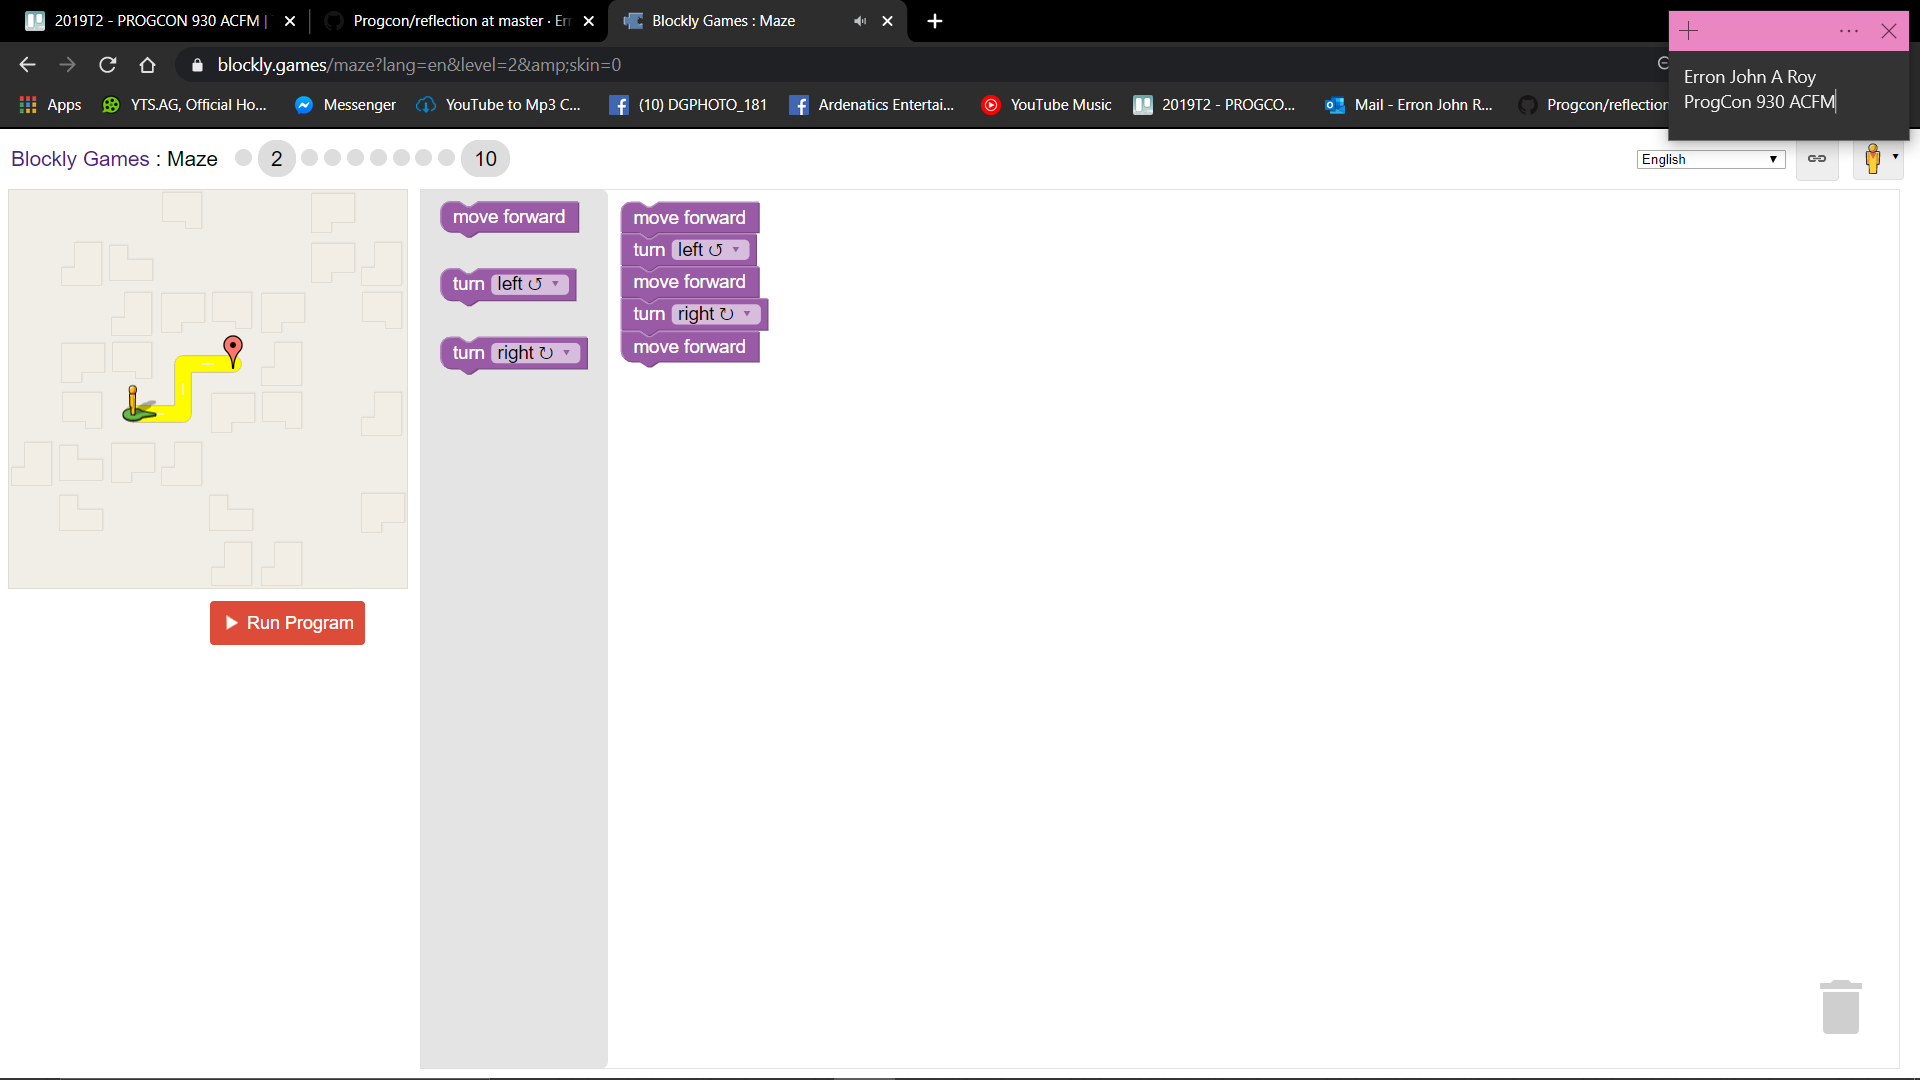 2019T2 - PROGCON 930 ACFM |
Progcon/reflection at master · Er
Blockly Games : Maze
blockly.games/maze?lang=en&level=2&amp;skin=0
Apps
YTS.AG, Official Ho...
Messenger
YouTube to Mp3 C...
(10) DGPHOTO_181
Ardenatics Entertai...
YouTube Music
2019T2 - PROGCO...
Mail - Erron John R...
Progcon/reflection
Erron John A Roy
ProgCon 930 ACFM
Blockly Games : Maze
2
10
English
move forward
turn left ↺
turn right ↻
move forward
turn left ↺
move forward
turn right ↻
move forward
Run Program